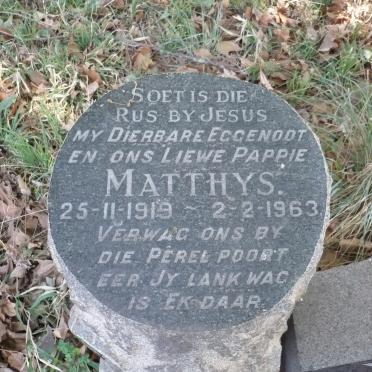 SOET IS DIE
RUS BY JESUS
MY DIERBARE EGGENOOT
EN ONS LIEWE PAPPIE
MATTHYS.
25-11-1919 ~ 2-2-1963.
VERWAG ONS BY
DIE PÊREL POORT
EER JY LANK WAG
IS EK DAAR.